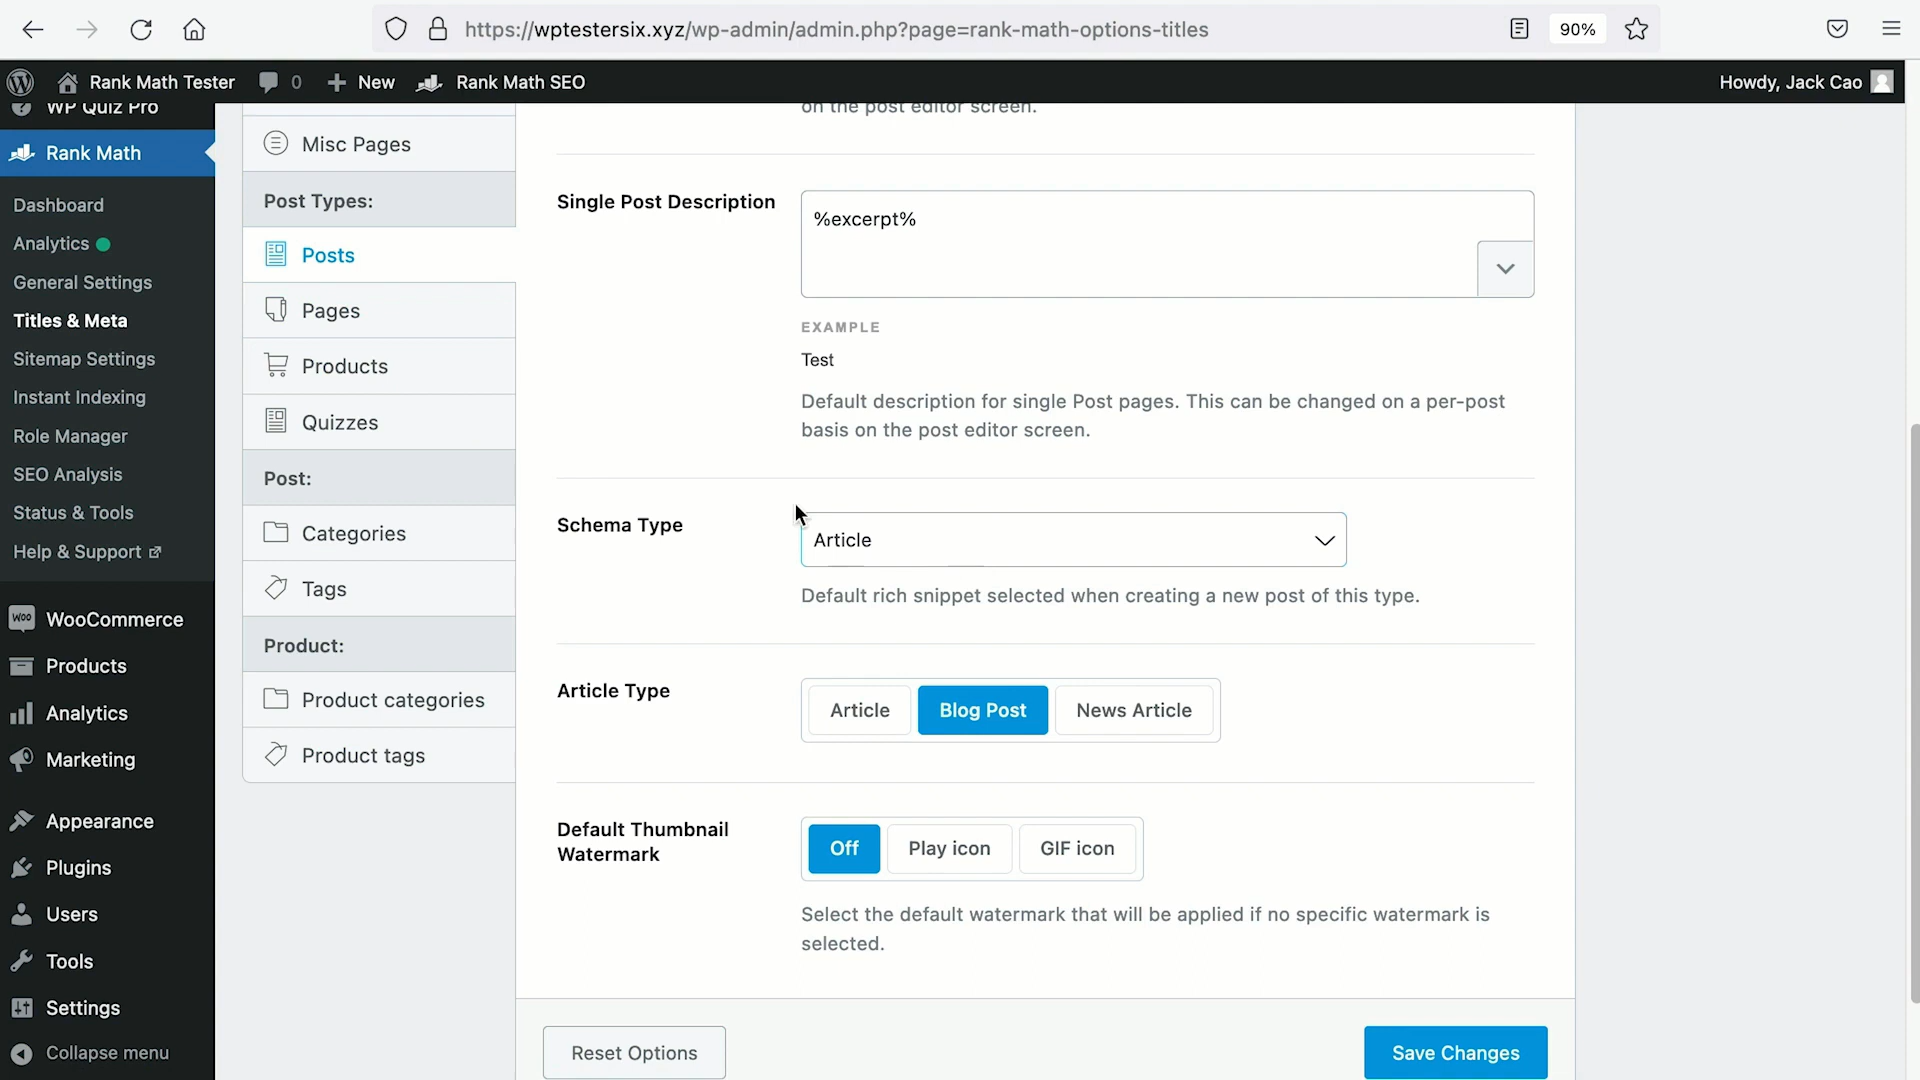 https://wptestersix.xyz/wp-admin/admin.php?page=rank-math-options-titles
90%
Rank Math Tester
0
New
Rank Math SEO
Howdy, Jack Cao
WP Quiz Pro
Rank Math
Dashboard
Analytics
General Settings
Titles & Meta
Sitemap Settings
Instant Indexing
Role Manager
SEO Analysis
Status & Tools
Help & Support
WOO WooCommerce
Products
Analytics
Marketing
Appearance
Plugins
Users
Tools
Settings
Collapse menu
Misc Pages
Post Types:
Posts
Pages
Products
Quizzes
Post:
Categories
Tags
Product:
Product categories
Product tags
on the post editor screen.
Single Post Description
%excerpt%
EXAMPLE
Test
Default description for single Post pages. This can be changed on a per-post
basis on the post editor screen.
Schema Type
Article
Default rich snippet selected when creating a new post of this type.
Article Type
Article
Blog Post
News Article
Default Thumbnail
Watermark
Off
Play icon
GIF icon
Select the default watermark that will be applied if no specific watermark is
selected.
Reset Options
Save Changes